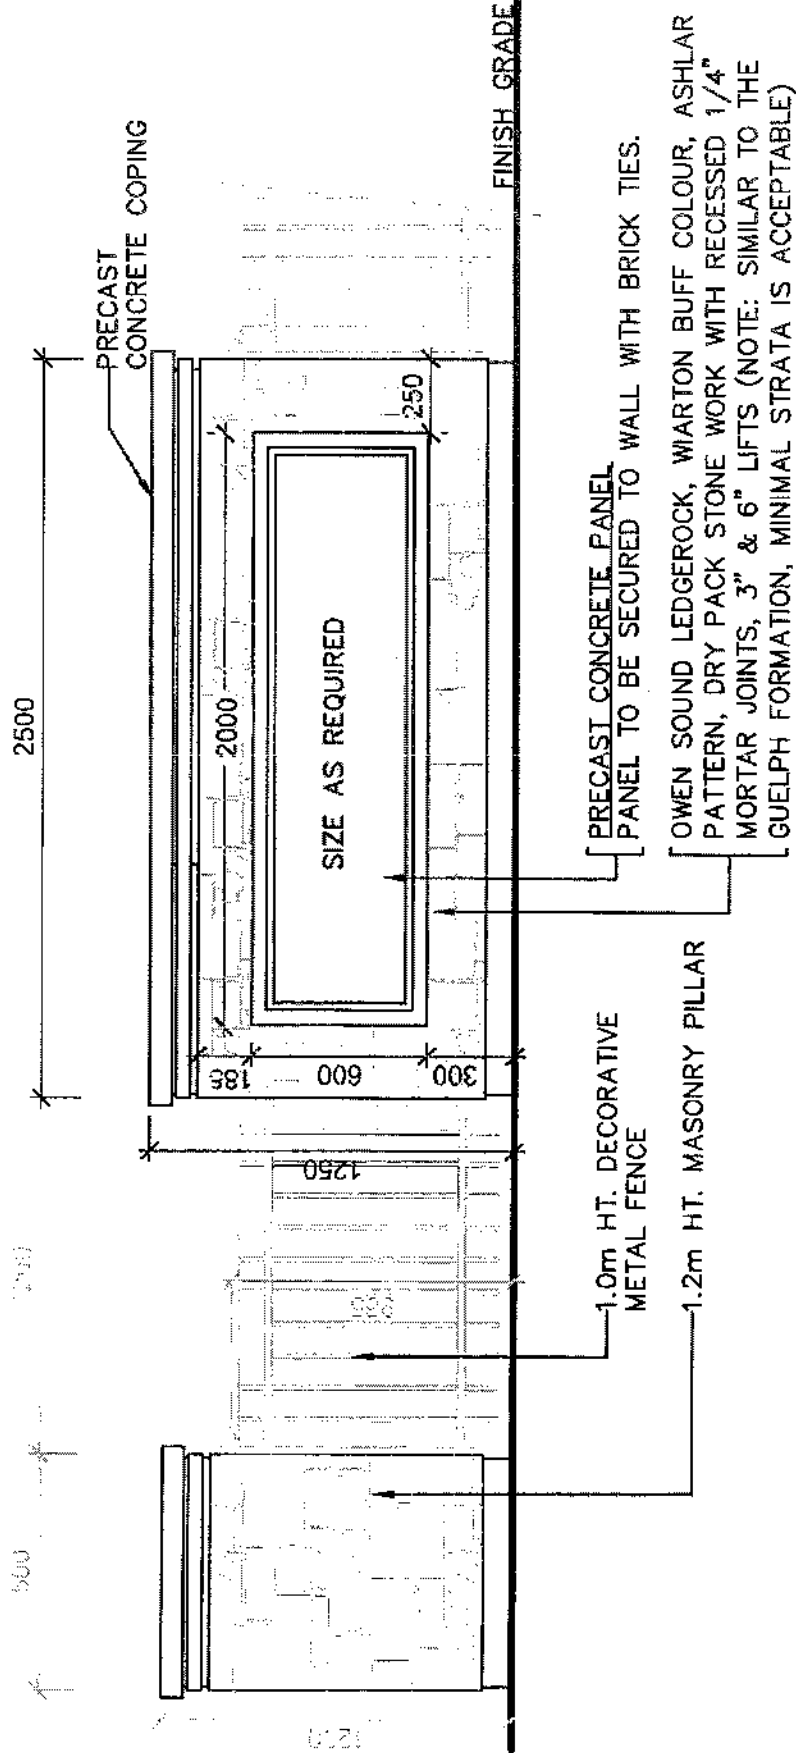 2500
PRECAST
CONCRETE COPING
2000
250
SIZE AS REQUIRED
185
600
300
1250
FINISH GRADE
1.0m HT. DECORATIVE
METAL FENCE
1.2m HT. MASONRY PILLAR
PRECAST CONCRETE PANEL
PANEL TO BE SECURED TO WALL WITH BRICK TIES.
OWEN SOUND LEDGEROCK, WIARTON BUFF COLOUR, ASHLAR
PATTERN, DRY PACK STONE WORK WITH RECESSED 1/4"
MORTAR JOINTS, 3" & 6" LIFTS (NOTE: SIMILAR TO THE
GUELPH FORMATION, MINIMAL STRATA IS ACCEPTABLE)